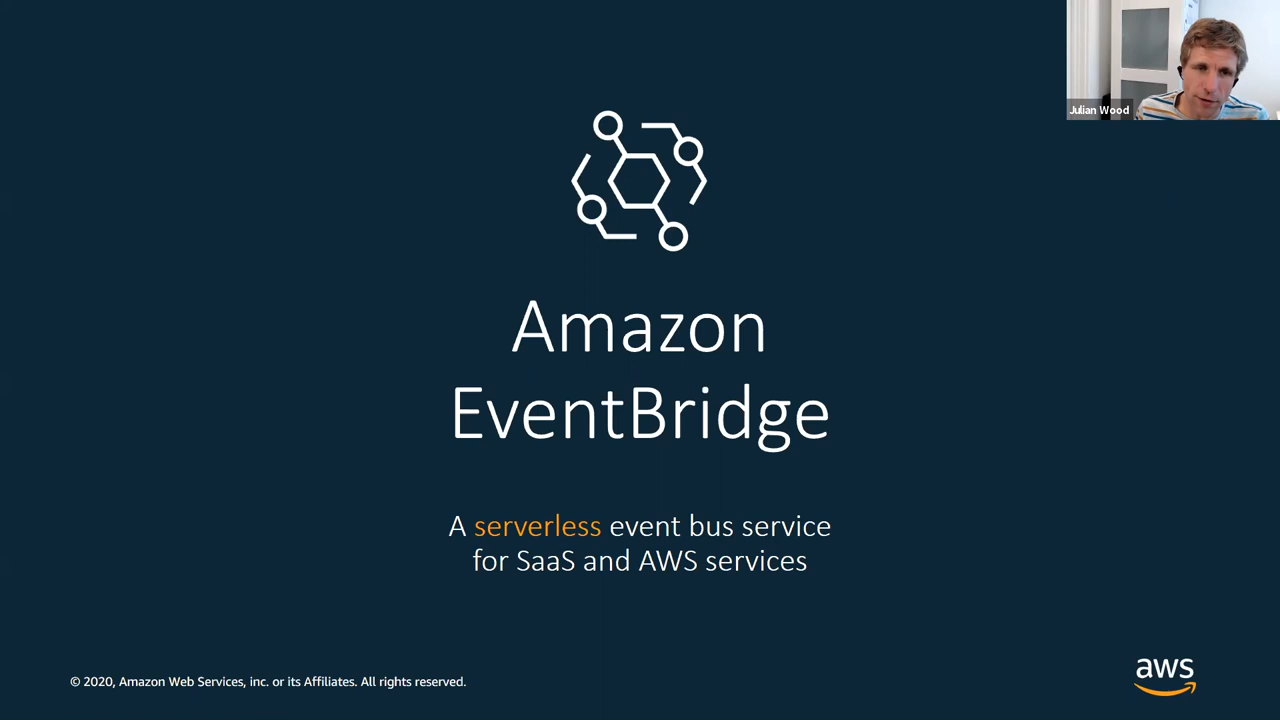 Julian Wood
Amazon
EventBridge
A serverless event bus service
for SaaS and AWS services
© 2020, Amazon Web Services, inc. or its Affiliates. All rights reserved.
aws